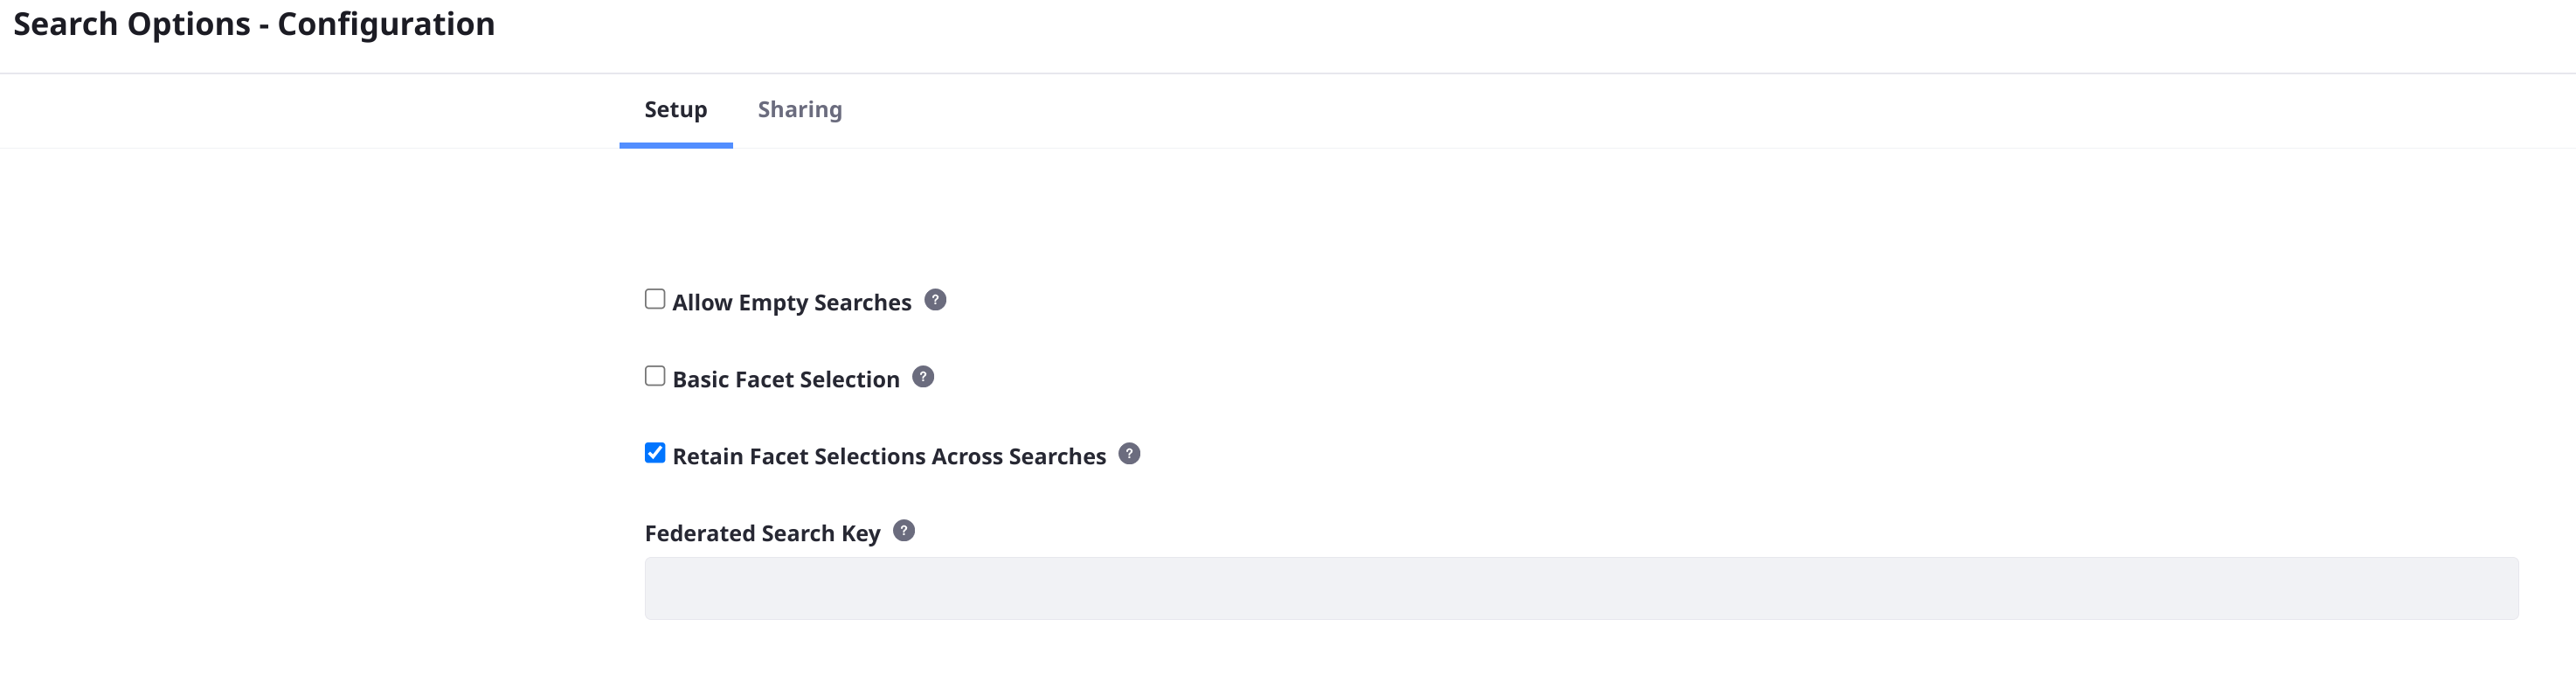 Search Options - Configuration
Setup Sharing
Allow Empty Searches ?
Basic Facet Selection ?
Retain Facet Selections Across Searches ?
Federated Search Key ?